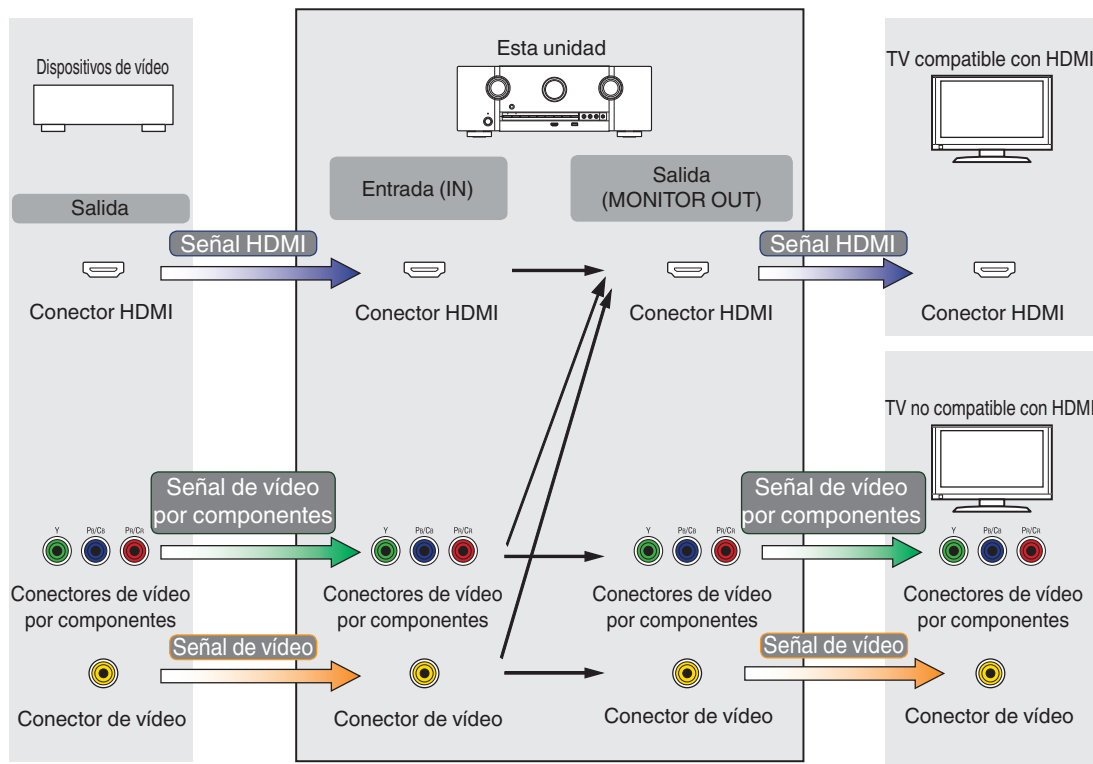 Esta unidad
Dispositivos de vídeo
TV compatible con HDMI
Salida
Entrada (IN)
Salida
(MONITOR OUT)
Señal HDMI
Señal HDMI
Conector HDMI
Conector HDMI
Conector HDMI
Conector HDMI
TV no compatible con HDMI
Señal de vídeo
por componentes
Señal de vídeo
por componentes
Y PB/CB PR/CR
Y PB/CB PR/CR
Y PB/CB PR/CR
Y PB/CB PR/CR
Conectores de vídeo
por componentes
Conectores de vídeo
por componentes
Conectores de vídeo
por componentes
Conectores de vídeo
por componentes
Señal de vídeo
Señal de vídeo
Conector de vídeo
Conector de vídeo
Conector de vídeo
Conector de vídeo